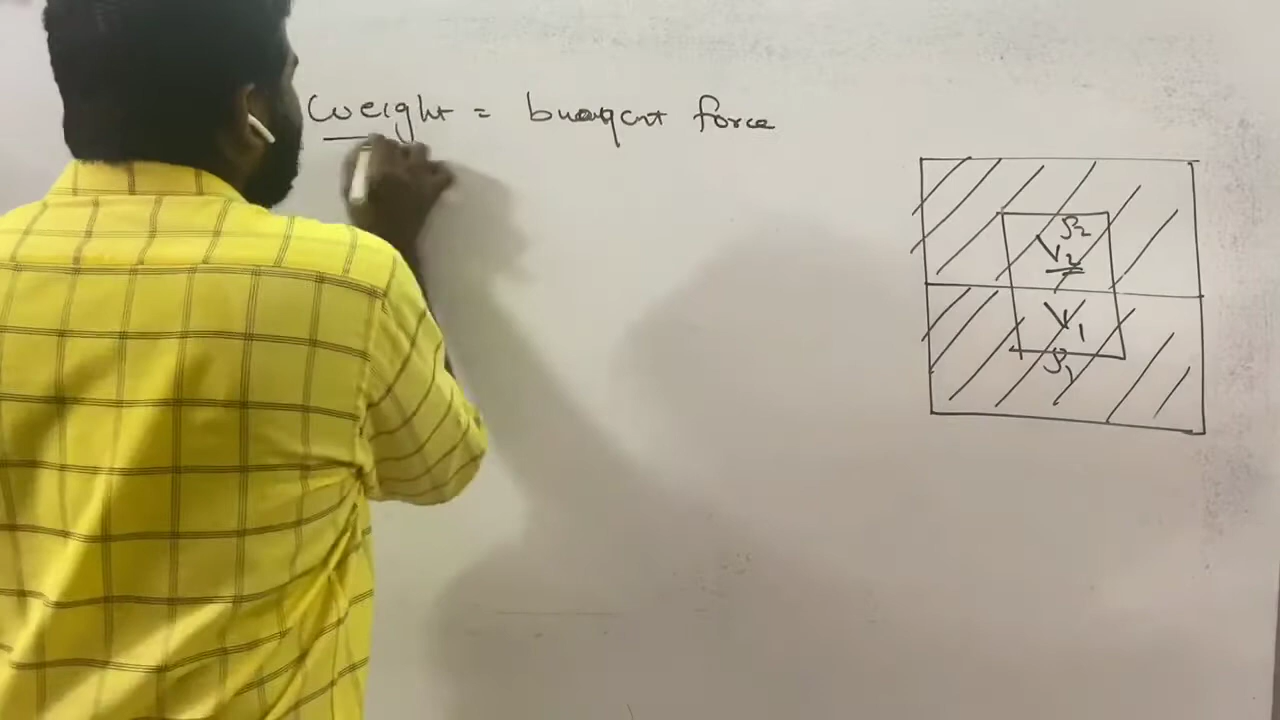 Weight = buoyant force
ρ₂
V₂
V₁
ρ₁